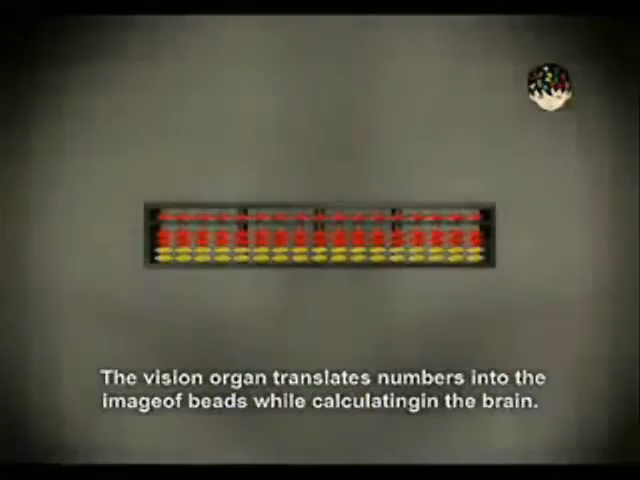 The vision organ translates numbers into the
imageof beads while calculatingin the brain.